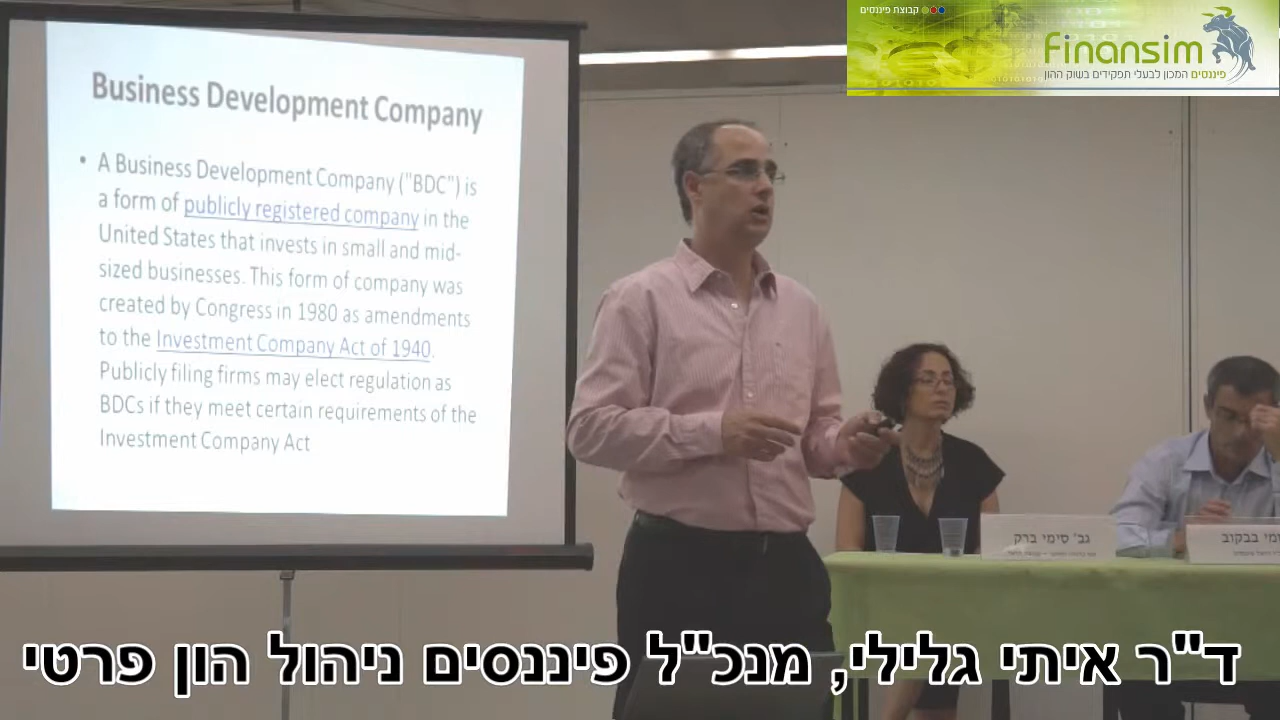 קבוצת פיננסים
Finansim
פיננסים המכון לבעלי תפקידים בשוק ההון
Business Development Company
• A Business Development Company ("BDC") is
a form of publicly registered company in the
United States that invests in small and mid-
sized businesses. This form of company was
created by Congress in 1980 as amendments
to the Investment Company Act of 1940.
Publicly filing firms may elect regulation as
BDCs if they meet certain requirements of the
Investment Company Act
גב' סימי ברק
מי בבקוב
ד"ר איתי גלילי, מנכ"ל פיננסים ניהול הון פרטי